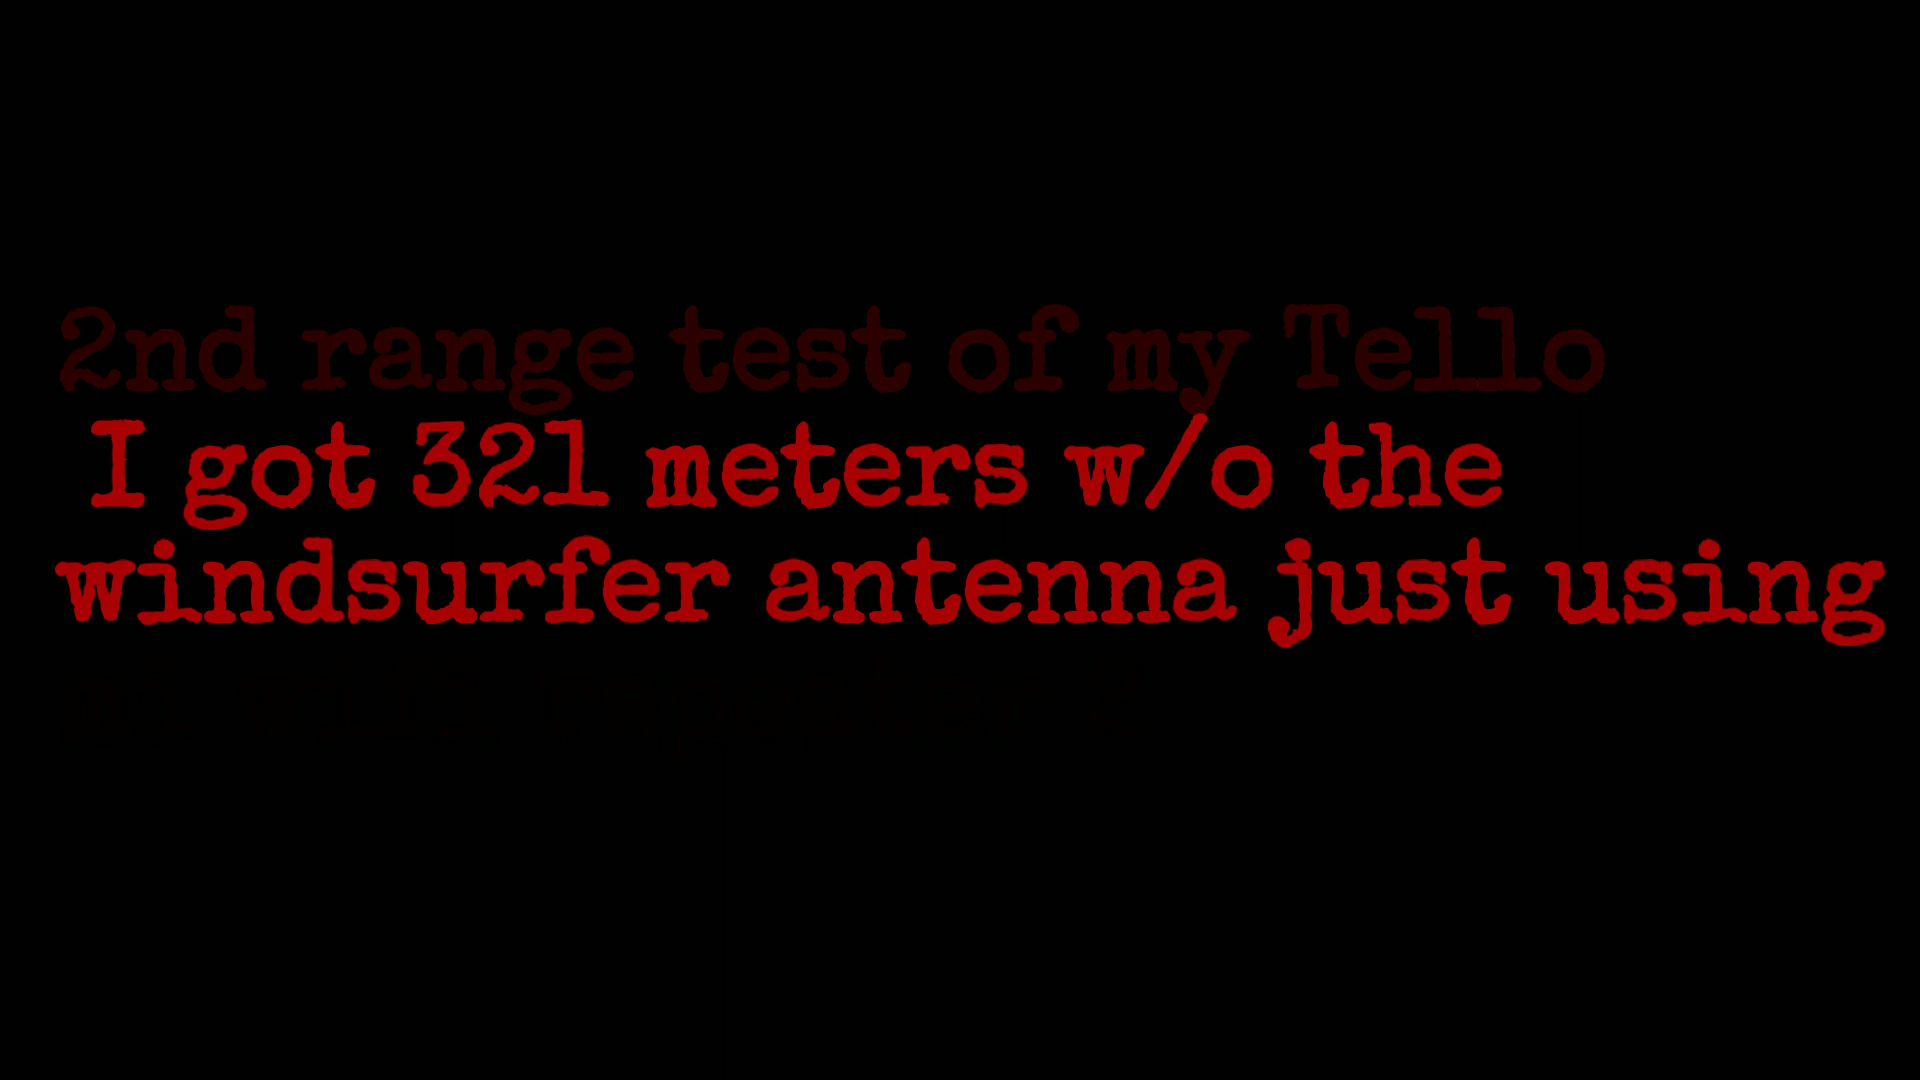 2nd range test of my Tello
I got 321 meters w/o the
windsurfer antenna just using